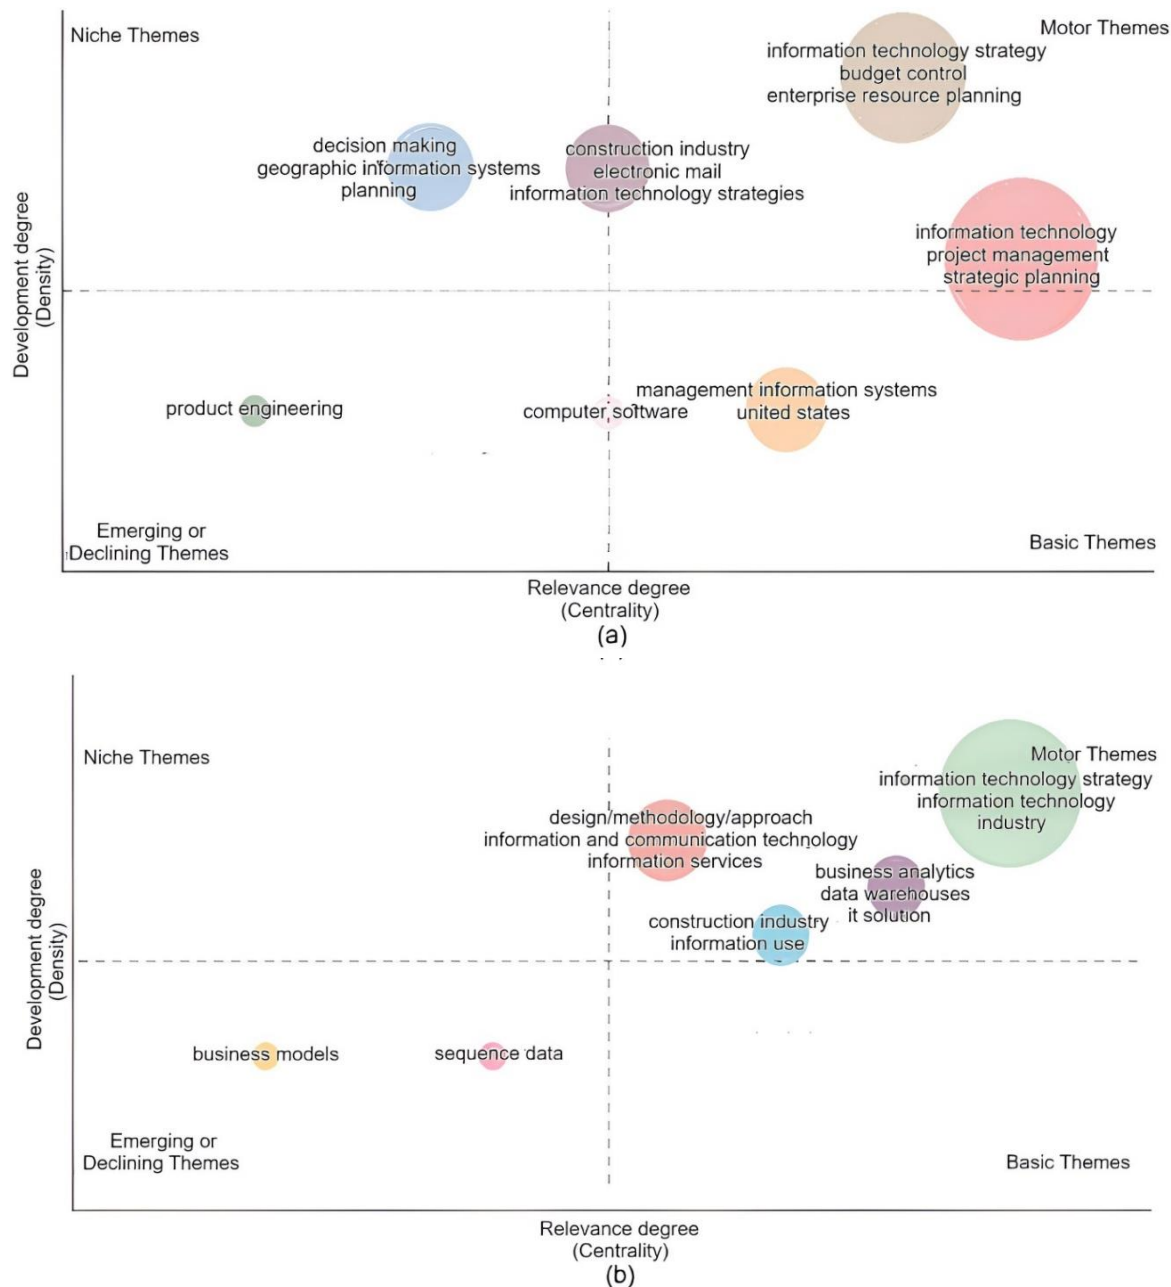 Niche Themes
Motor Themes
information technology strategy
budget control
enterprise resource planning
decision making
geographic information systems
planning
construction industry
electronic mail
information technology strategies
information technology
project management
strategic planning
Development degree
(Density)
product engineering
computer software
management information systems
united states
Emerging or
Declining Themes
Basic Themes
Relevance degree
(Centrality)
(a)
Niche Themes
Motor Themes
information technology strategy
information technology
industry
design/methodology/approach
information and communication technology
information services
business analytics
data warehouses
it solution
construction industry
information use
Development degree
(Density)
business models
sequence data
Emerging or
Declining Themes
Basic Themes
Relevance degree
(Centrality)
(b)